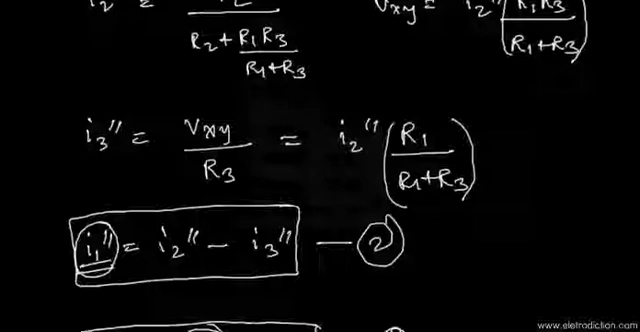 i₂'' =
R₂ + R₁R₃/(R₁+R₃)
Vxy = i₂'' (R₁R₃/(R₁+R₃))
i₃'' = Vxy/R₃ = i₂'' (R₁/(R₁+R₃))
i₁'' = i₂'' − i₃'' — ②
www.eletrodiction.com